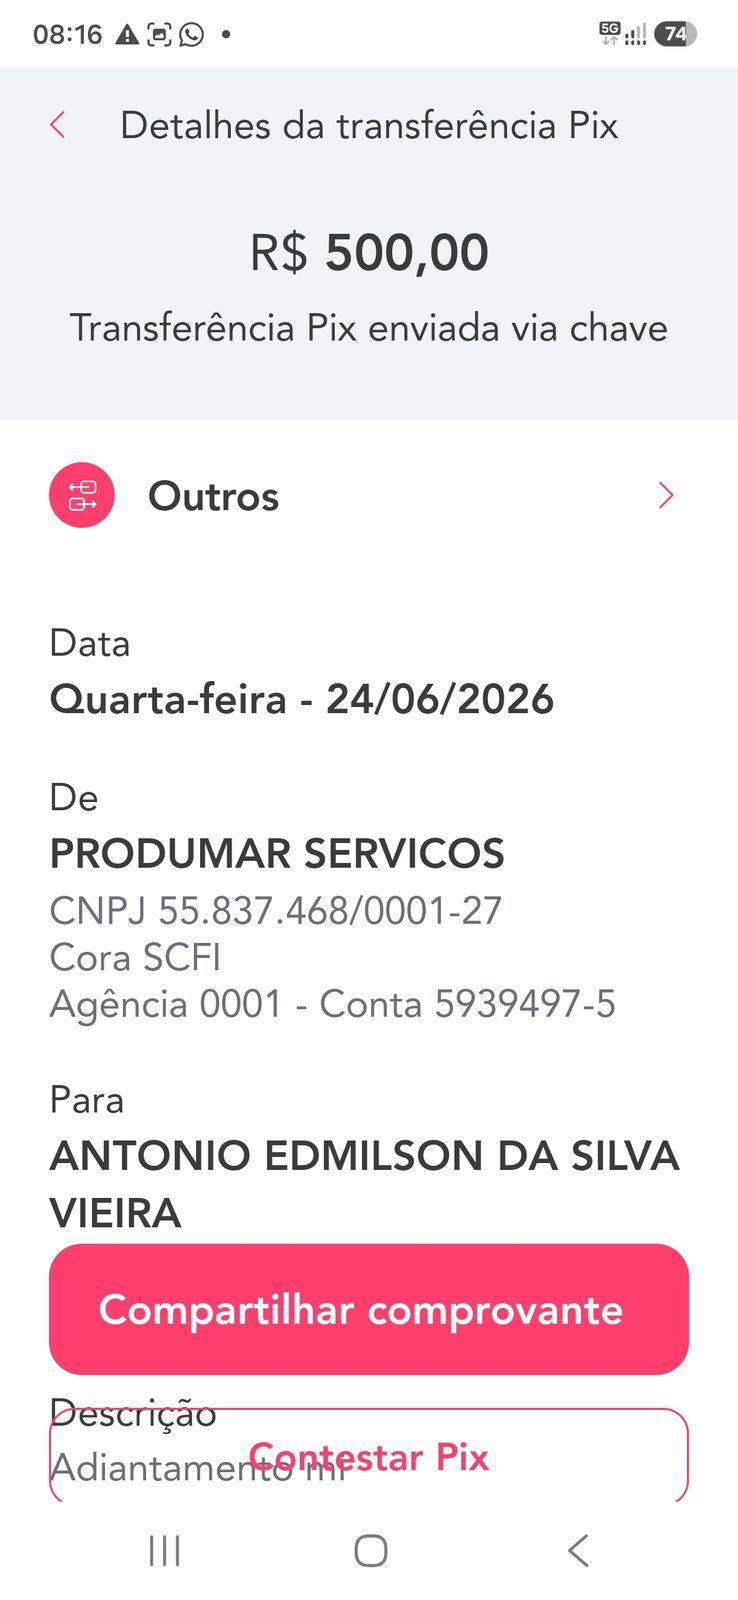 08:16
5G
74
Detalhes da transferência Pix
R$ 500,00
Transferência Pix enviada via chave
Outros
Data
Quarta-feira - 24/06/2026
De
PRODUMAR SERVICOS
CNPJ 55.837.468/0001-27
Cora SCFI
Agência 0001 - Conta 5939497-5
Para
ANTONIO EDMILSON DA SILVA
VIEIRA
Compartilhar comprovante
Descrição
Contestar Pix
Adiantamento